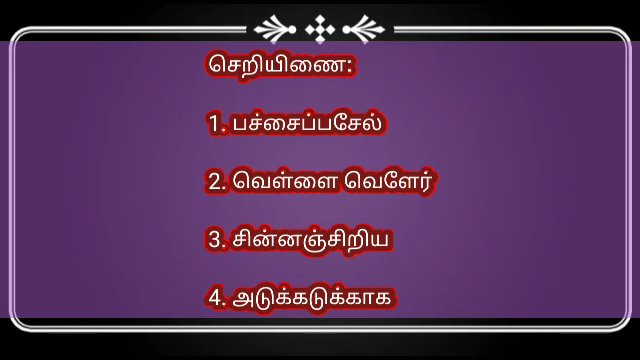 செறியிணை:
1. பச்சைப்பசேல்
2. வெள்ளை வெளேர்
3. சின்னஞ்சிறிய
4. அடுக்கடுக்காக